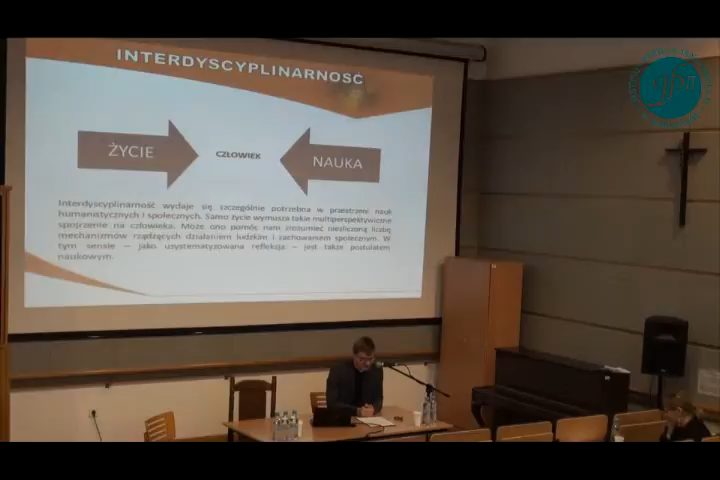 INTERDYSCYPLINARNOŚĆ
ŻYCIE
CZŁOWIEK
NAUKA
Interdyscyplinarność wydaje się szczególnie potrzebna w przestrzeni nauk
humanistycznych i społecznych. Samo życie wymusza takie multiperspektywiczne
spojrzenie na człowieka. Może ono pomóc nam zrozumieć niezliczoną liczbę
mechanizmów rządzących działaniem ludzkim i zachowaniem społecznym. W
tym sensie – jako usystematyzowana refleksja – jest także postulatem
naukowym.